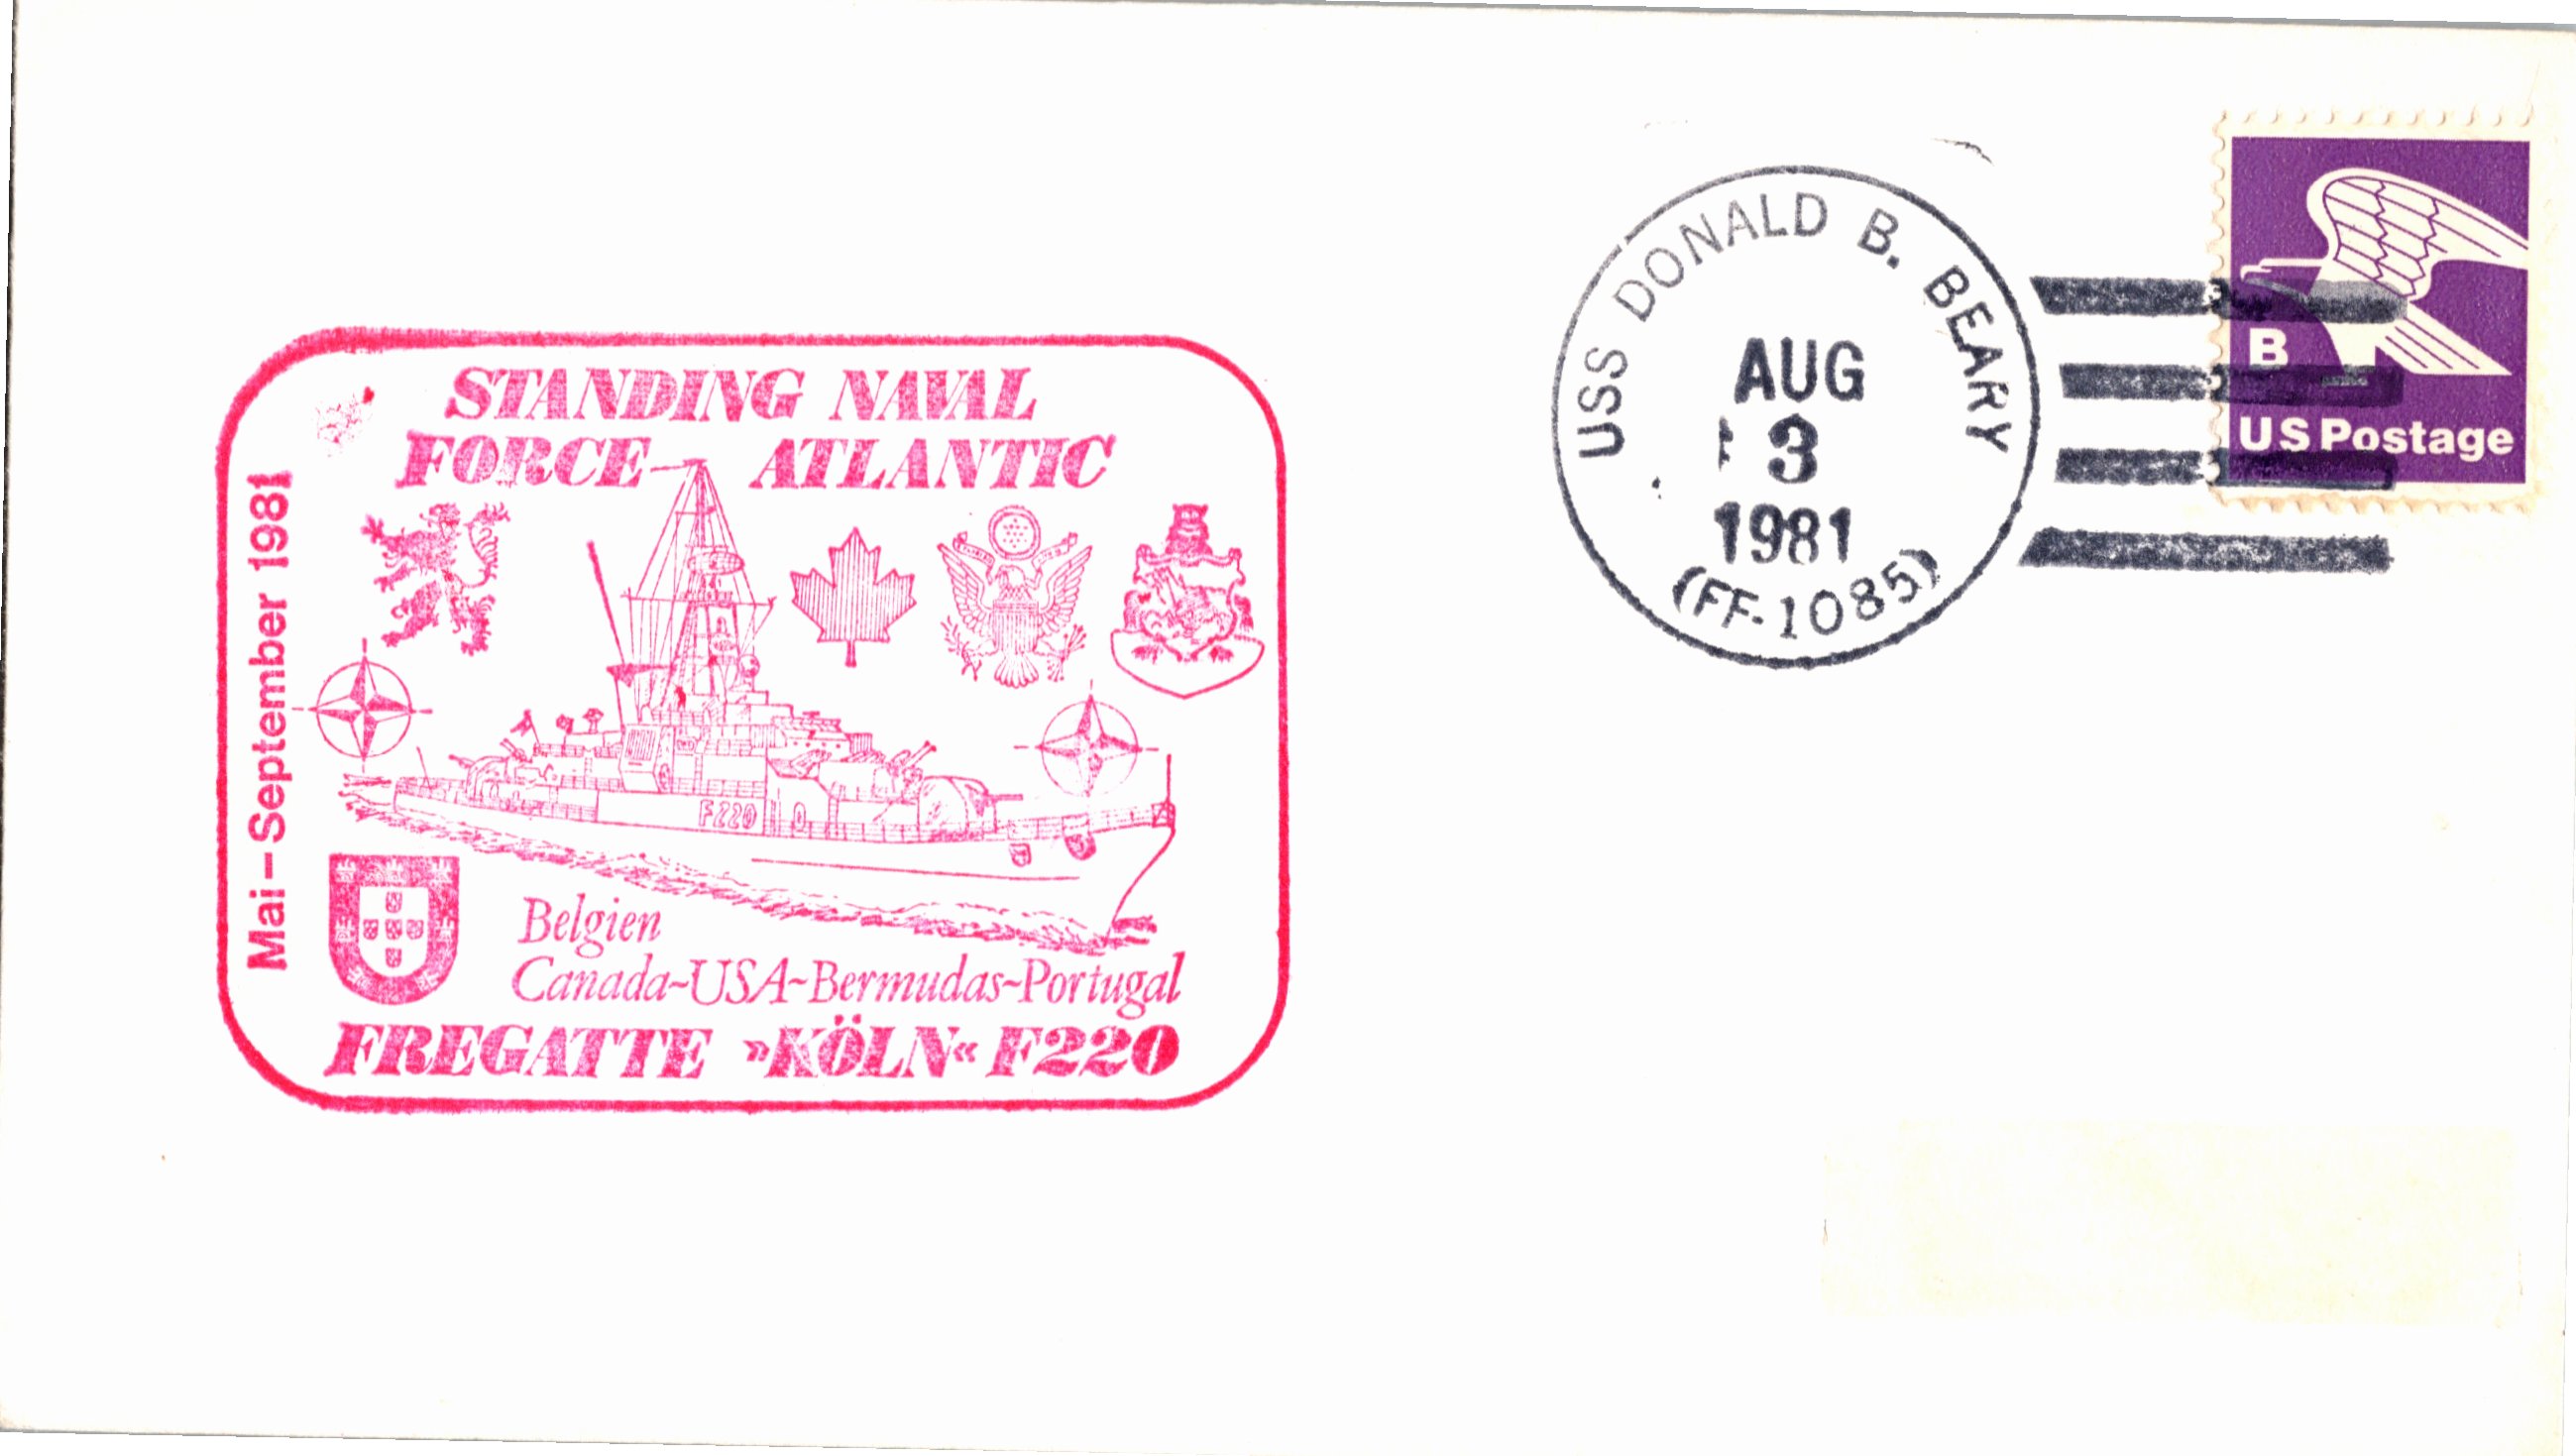 STANDING NAVAL
FORCE ATLANTIC
Mai-September 1981
F220
Belgien
Canada~USA~Bermudas~Portugal
FREGATTE »KÖLN« F220
USS DONALD B. BEARY
AUG
3
1981
(FF-1085)
B
US Postage